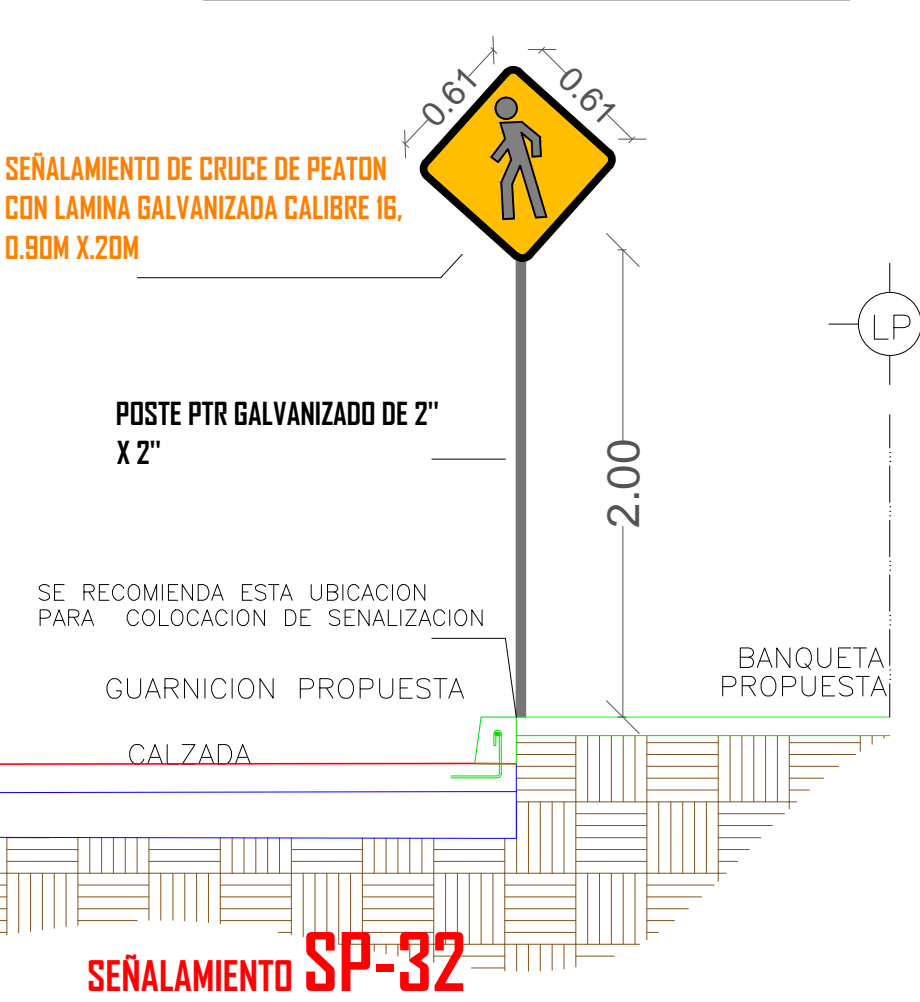 0.61
0.61
SEÑALAMIENTO DE CRUCE DE PEATON
CON LAMINA GALVANIZADA CALIBRE 16,
0.90M X.20M
LP
POSTE PTR GALVANIZADO DE 2"
X 2"
2.00
SE RECOMIENDA ESTA UBICACION
PARA COLOCACION DE SENALIZACION
BANQUETA
PROPUESTA
GUARNICION PROPUESTA
CALZADA
SEÑALAMIENTO SP-32